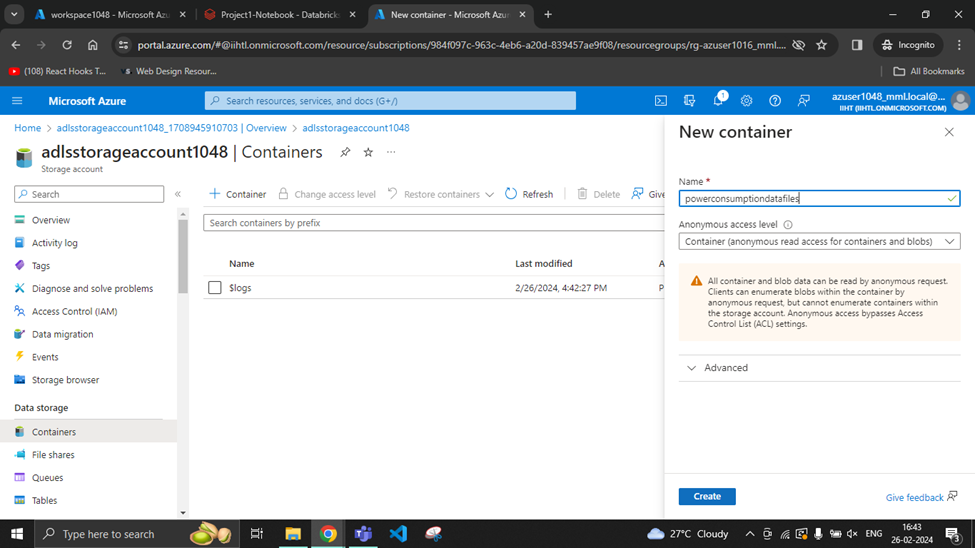 workspace1048 - Microsoft Azu
Project1-Notebook - Databricks
New container - Microsoft Azure
portal.azure.com/#@iihtl.onmicrosoft.com/resource/subscriptions/984f097c-963c-4eb6-a20d-839457ae9f08/resourcegroups/rg-azuser1016_mml....
Incognito
(108) React Hooks T...
Web Design Resour...
All Bookmarks
Microsoft Azure
Search resources, services, and docs (G+/)
1
azuser1048_mml.local@...
IIHT (IIHTL.ONMICROSOFT.COM)
Home > adlsstorageaccount1048_1708945910703 | Overview > adlsstorageaccount1048
adlsstorageaccount1048 | Containers
Storage account
Search
Overview
Activity log
Tags
Diagnose and solve problems
Access Control (IAM)
Data migration
Events
Storage browser
Data storage
Containers
File shares
Queues
Tables
Container
Change access level
Restore containers
Refresh
Delete
Give
Search containers by prefix
Name
Last modified
A
$logs
2/26/2024, 4:42:27 PM
P
New container
Name *
powerconsumptiondatafiles
Anonymous access level
Container (anonymous read access for containers and blobs)
All container and blob data can be read by anonymous request.
Clients can enumerate blobs within the container by
anonymous request, but cannot enumerate containers within
the storage account. Anonymous access bypasses Access
Control List (ACL) settings.
Advanced
Create
Give feedback
Type here to search
27°C Cloudy
ENG
16:43
26-02-2024
3